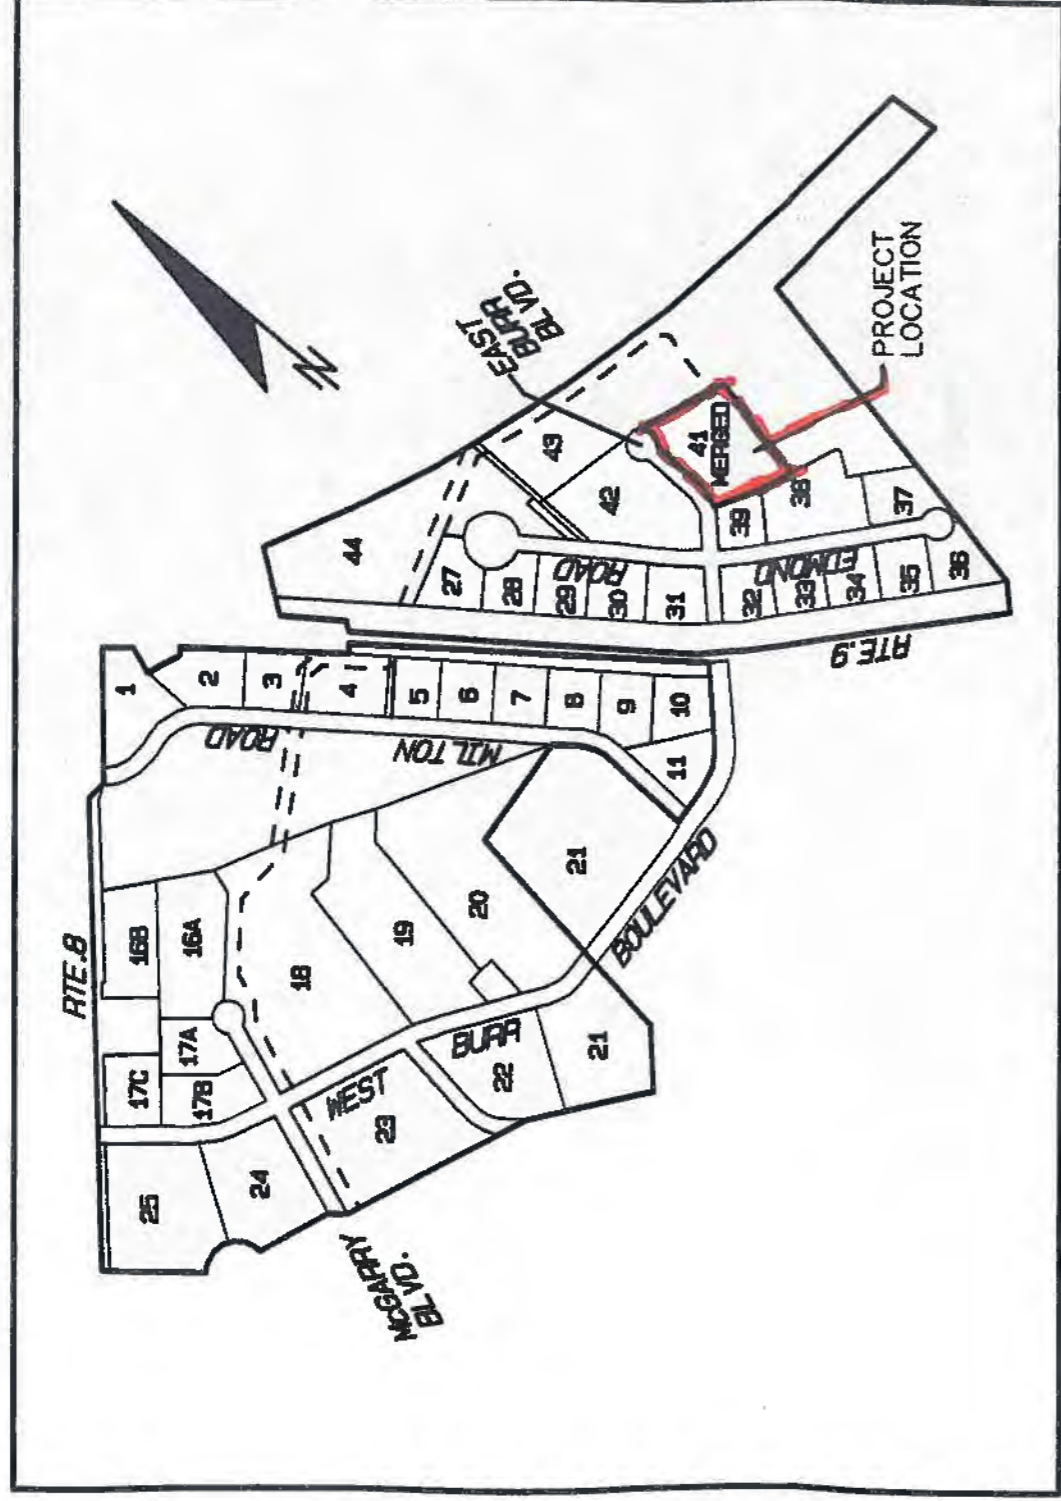 EAST
BURR
BLVD.
PROJECT
LOCATION
43
41
MERGED
42
44
39
38
37
27
28
29
30
31
32
33
34
35
36
ROAD
EDMOND
RTE.9
1
2
3
4
5
6
7
8
9
10
11
ROAD
MILTON
21
20
19
18
16B
16A
RTE.8
BOULEVARD
17A
17C
17B
BURR
WEST
21
22
23
24
25
MCGARRY
BLVD.
N